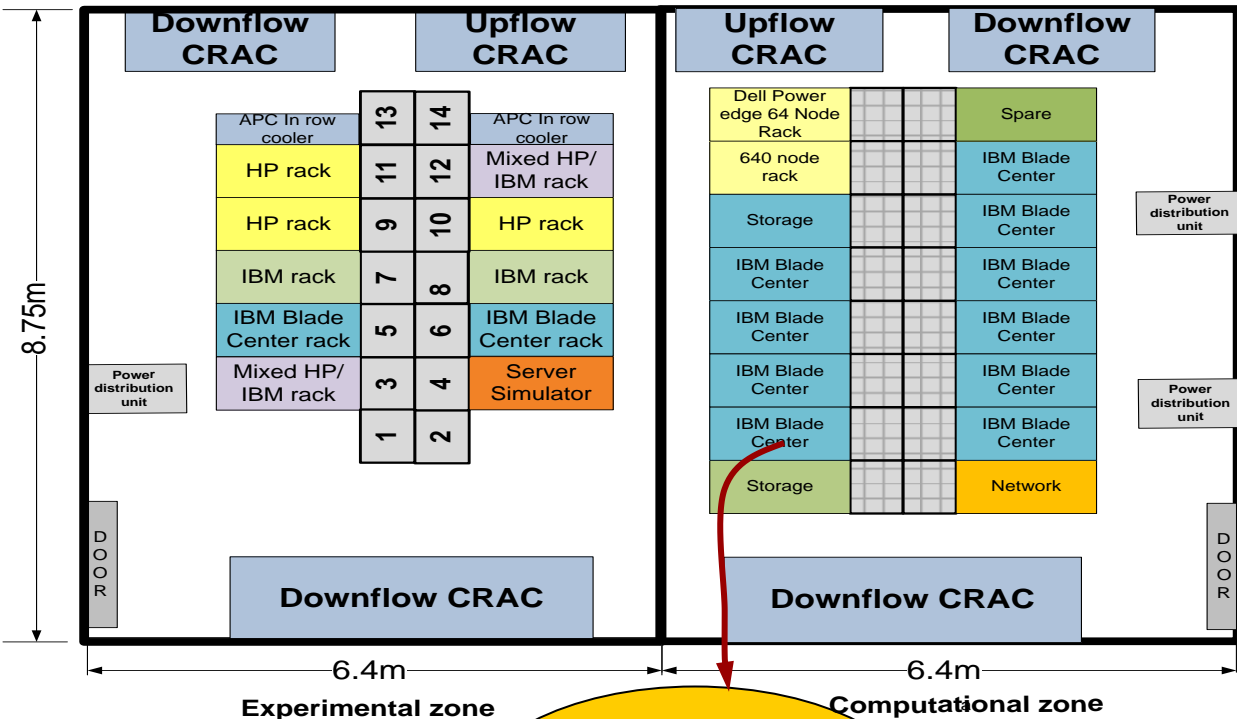 Downflow
CRAC
Upflow
CRAC
Upflow
CRAC
Downflow
CRAC
8.75m
APC In row
cooler
13
14
APC In row
cooler
HP rack
11
12
Mixed HP/
IBM rack
HP rack
9
10
HP rack
IBM rack
7
8
IBM rack
IBM Blade
Center rack
5
6
IBM Blade
Center rack
Mixed HP/
IBM rack
3
4
Server
Simulator
1
2
Power
distribution
unit
DOOR
Downflow CRAC
Dell Power
edge 64 Node
Rack
Spare
640 node
rack
IBM Blade
Center
Storage
IBM Blade
Center
IBM Blade
Center
IBM Blade
Center
IBM Blade
Center
IBM Blade
Center
IBM Blade
Center
IBM Blade
Center
IBM Blade
Center
IBM Blade
Center
Storage
Network
Power
distribution
unit
Power
distribution
unit
DOOR
Downflow CRAC
6.4m
6.4m
Experimental zone
Computational zone
a